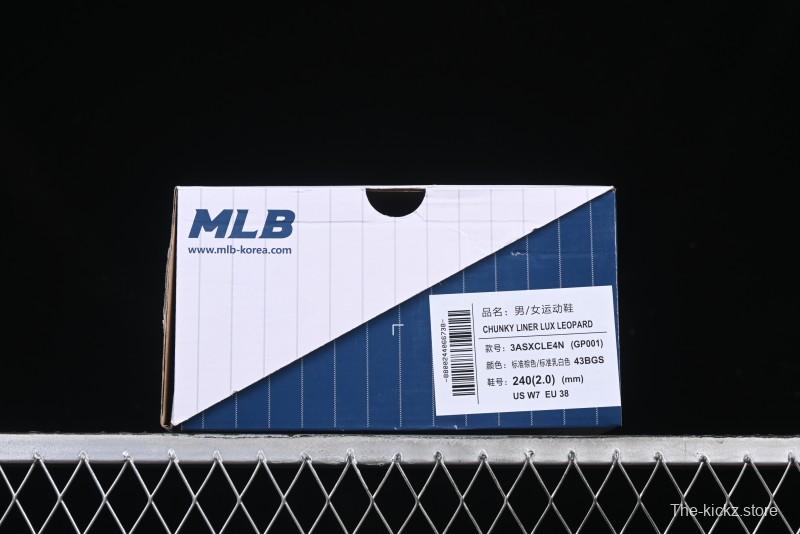 MLB
www.mlb-korea.com
品名：男/女运动鞋
CHUNKY LINER LUX LEOPARD
款号：3ASXCLE4N (GP001)
颜色：标准棕色/标准乳白色 43BGS
鞋号：240(2.0) (mm)
US W7 EU 38
The-kickz.store